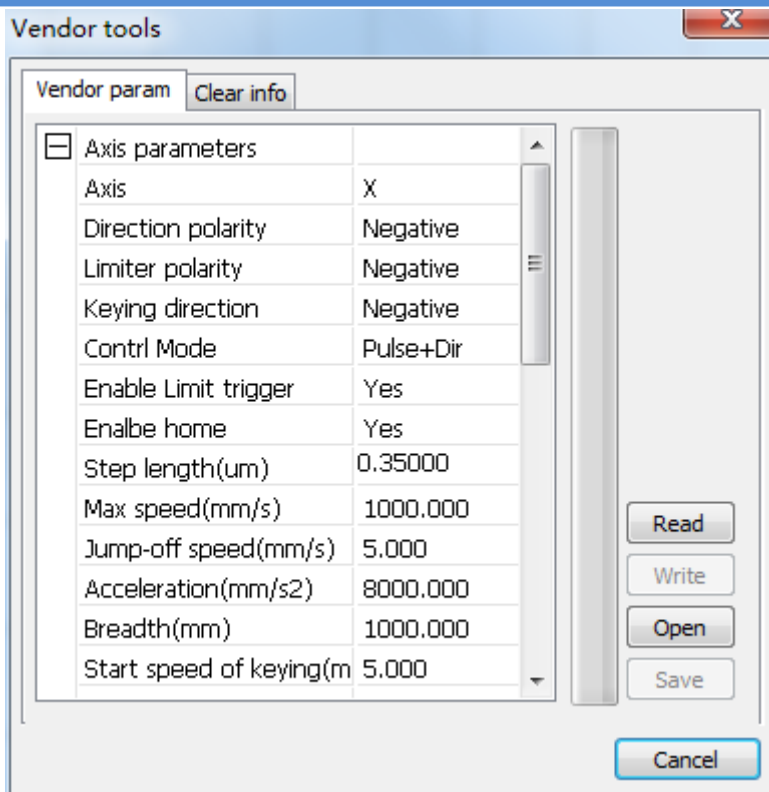 Vendor tools
Vendor param Clear info
Axis parameters
Axis X
Direction polarity Negative
Limiter polarity Negative
Keying direction Negative
Contrl Mode Pulse+Dir
Enable Limit trigger Yes
Enalbe home Yes
Step length(um) 0.35000
Max speed(mm/s) 1000.000
Jump-off speed(mm/s) 5.000
Acceleration(mm/s2) 8000.000
Breadth(mm) 1000.000
Start speed of keying(m 5.000
Read
Write
Open
Save
Cancel